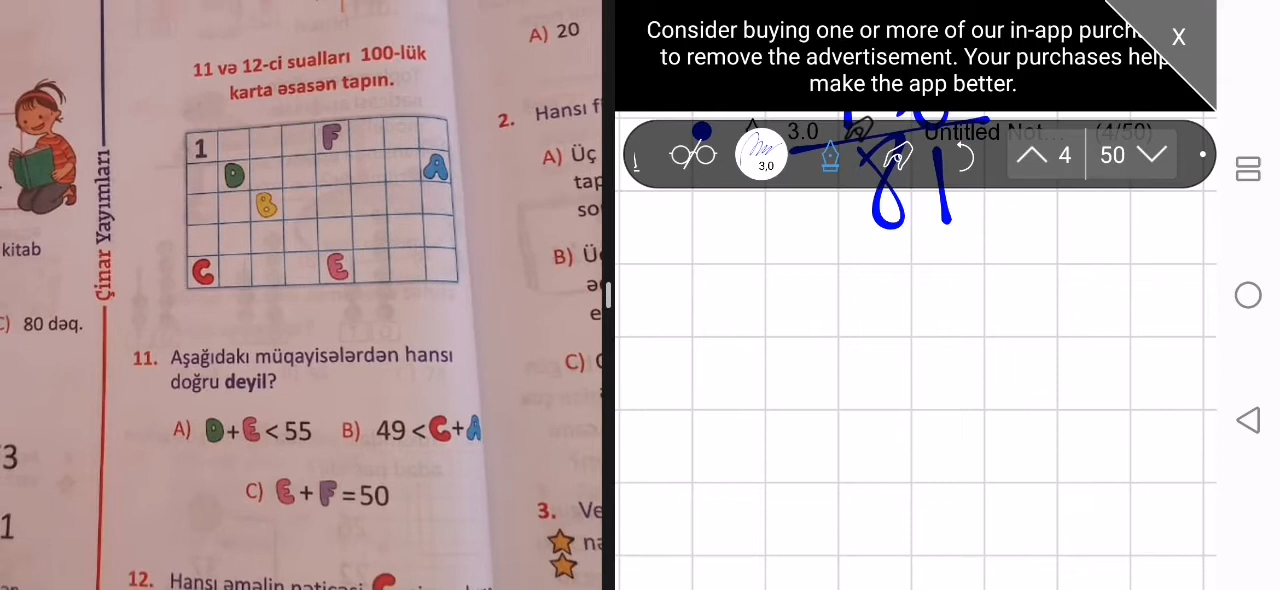 11 və 12-ci sualları 100-lük
karta əsasən tapın.
1 F
D A
B
C E
Çinar Yayımları
kitab
80 dəq.
3
1
11. Aşağıdakı müqayisələrdən hansı
doğru deyil?
A) D+E < 55 B) 49 < C+A
C) E + F = 50
12. Hansı əməlin nəticəsi C
A) 20
2. Hansı
A) Üç
tap
so
B)
C)
3. Ve
Consider buying one or more of our in-app
to remove the advertisement. Your purchases help
make the app better.
3.0 Untitled Not... (4/50)
3,0 4 50
X
81